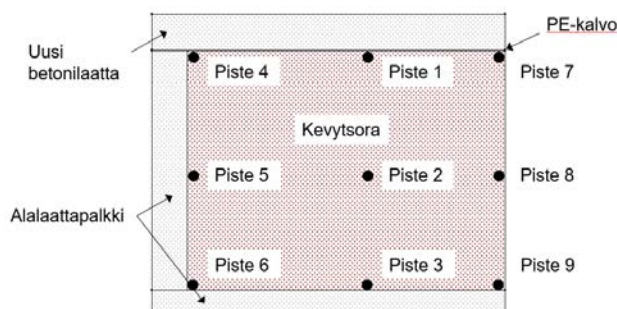 PE-kalvo
Uusi
betonilaatta
Piste 4
Piste 1
Piste 7
Kevytsora
Piste 5
Piste 2
Piste 8
Alalaattapalkki
Piste 6
Piste 3
Piste 9